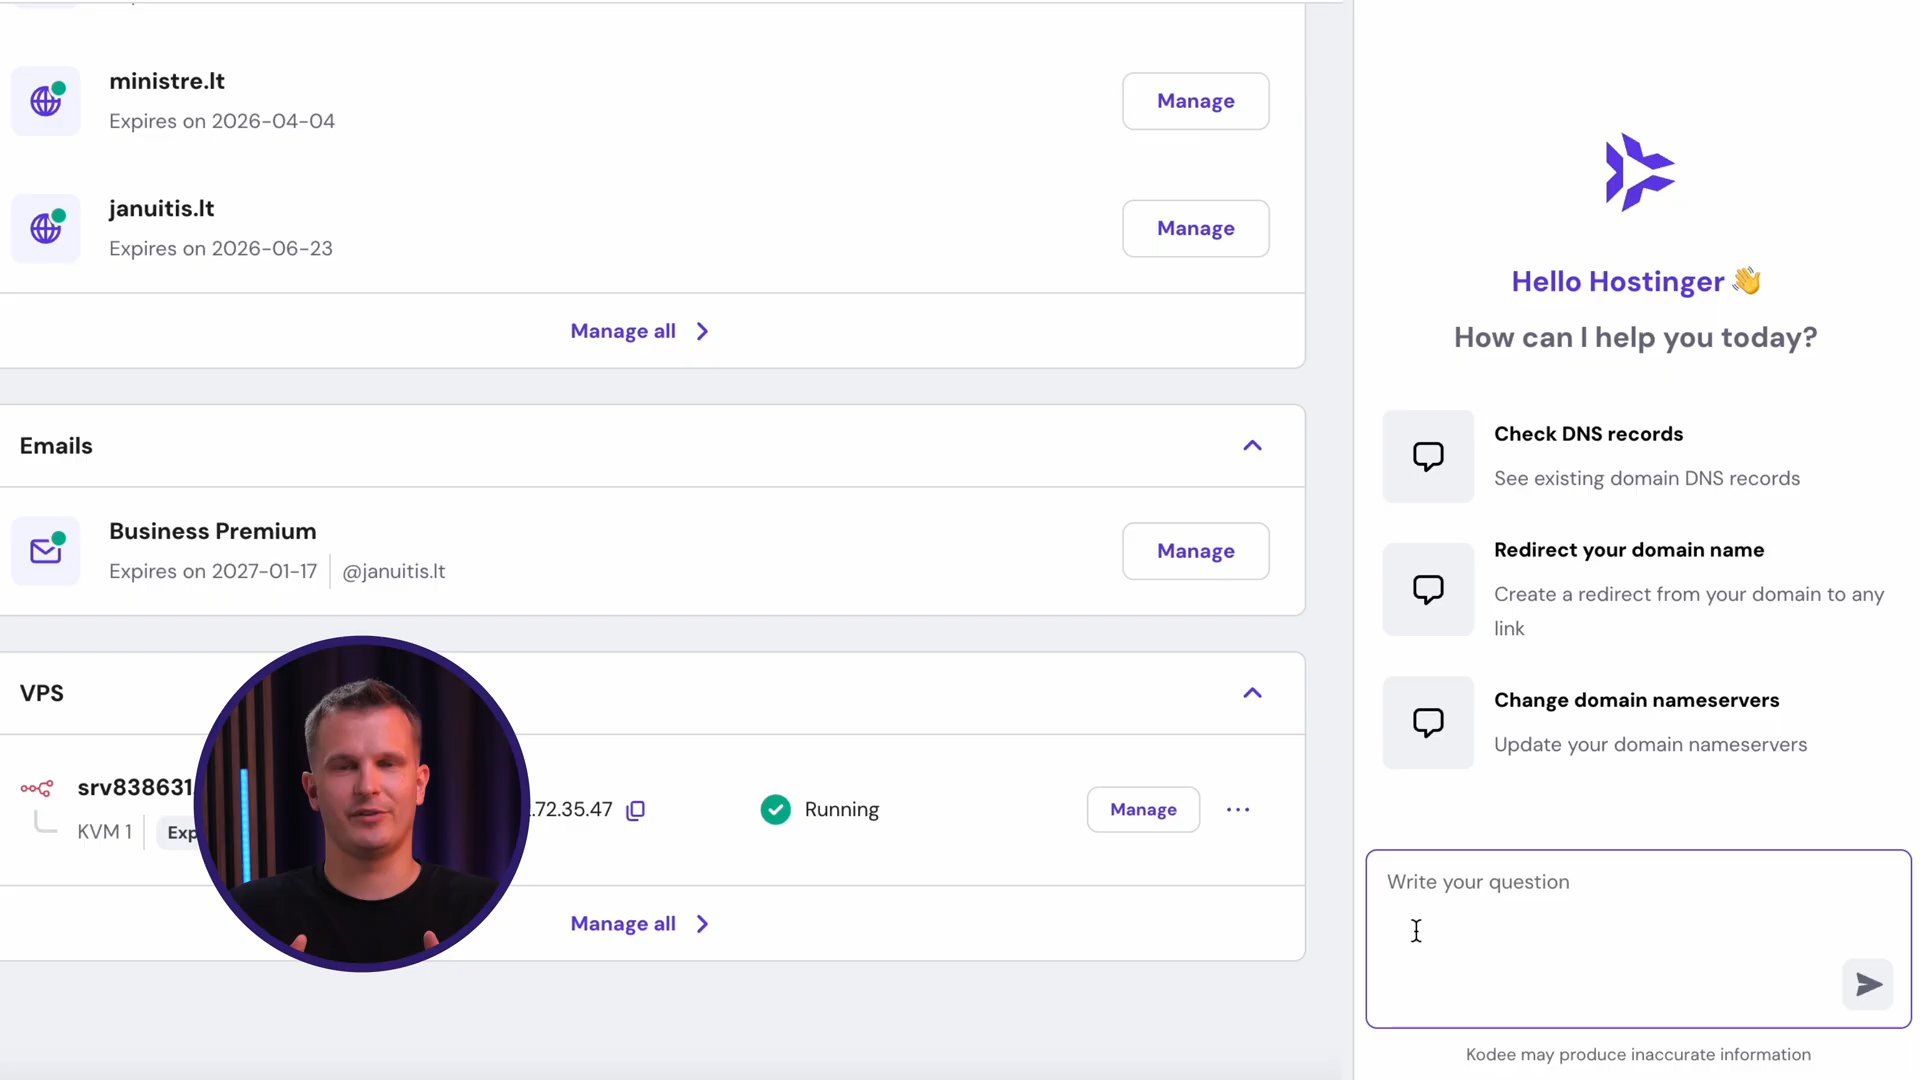 ministre.lt
Expires on 2026-04-04
Manage
januitis.lt
Expires on 2026-06-23
Manage
Manage all
Emails
Business Premium
Expires on 2027-01-17
@januitis.lt
Manage
VPS
srv838631.
.72.35.47
Running
Manage
KVM 1
Exp
Manage all
Hello Hostinger 👋
How can I help you today?
Check DNS records
See existing domain DNS records
Redirect your domain name
Create a redirect from your domain to any
link
Change domain nameservers
Update your domain nameservers
Write your question
Kodee may produce inaccurate information